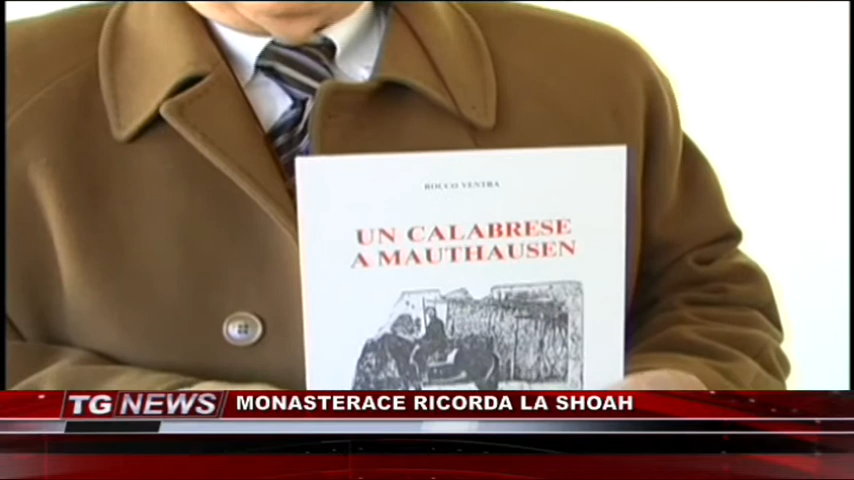 ROCCO VENTRA
UN CALABRESE
A MAUTHAUSEN
TG NEWS MONASTERACE RICORDA LA SHOAH